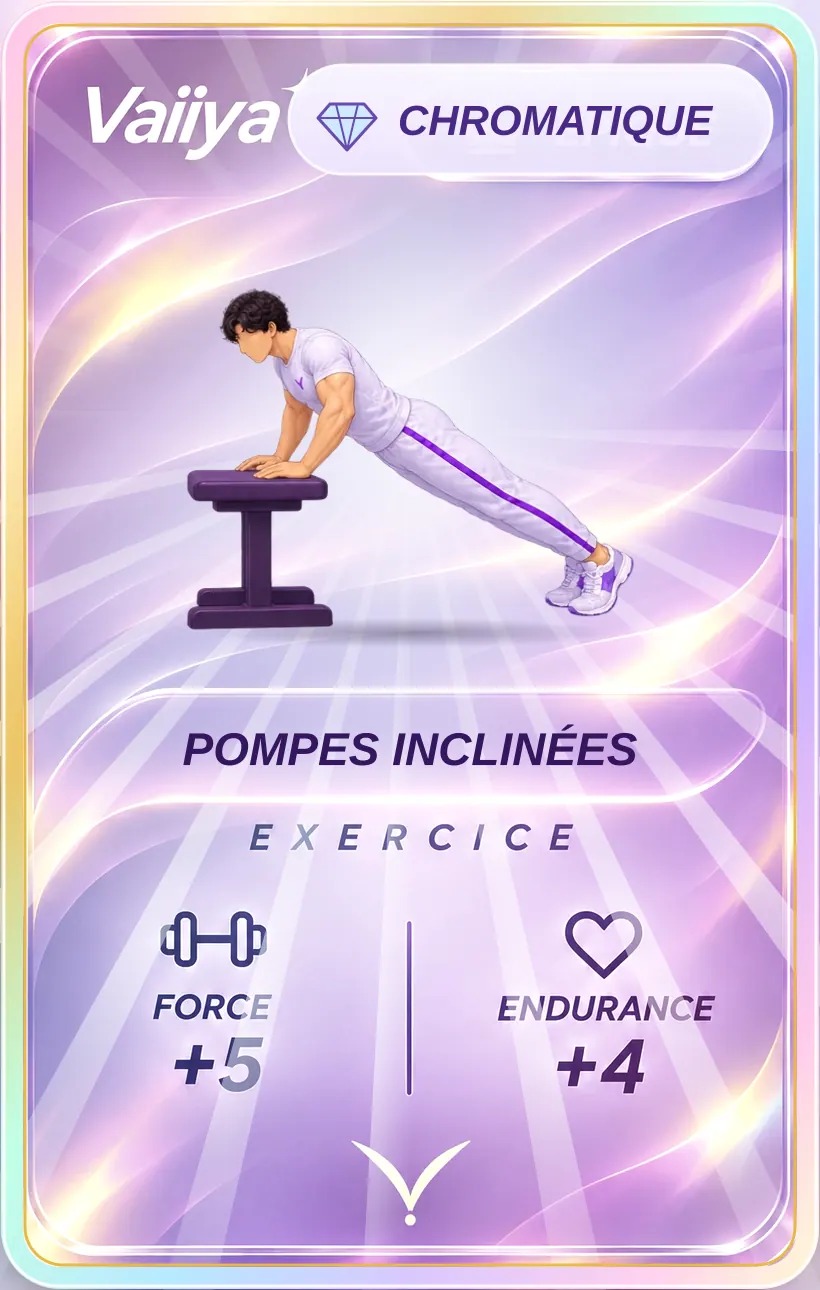 Vaiiya
CHROMATIQUE
POMPES INCLINÉES
EXERCICE
FORCE
+5
ENDURANCE
+4